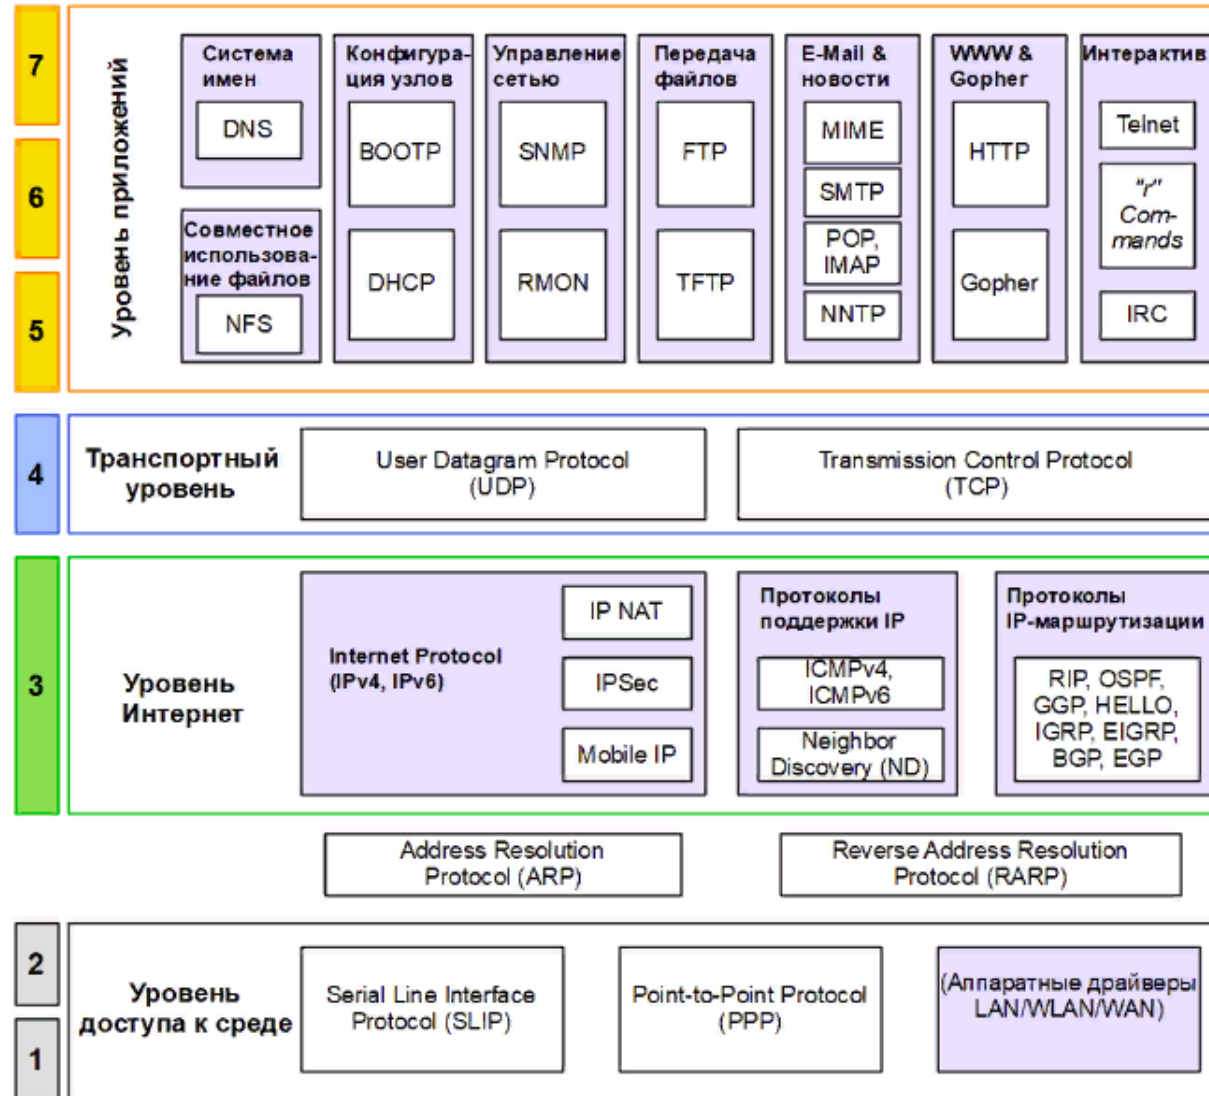 7
6
5
Уровень приложений
Система
имен
DNS
Совместное
использова-
ние файлов
NFS
Конфигура-
ция узлов
BOOTP
DHCP
Управление
сетью
SNMP
RMON
Передача
файлов
FTP
TFTP
E-Mail &
новости
MIME
SMTP
POP,
IMAP
NNTP
WWW &
Gopher
HTTP
Gopher
Интерактив
Telnet
"r"
Com-
mands
IRC
4
Транспортный
уровень
User Datagram Protocol
(UDP)
Transmission Control Protocol
(TCP)
3
Уровень
Интернет
Internet Protocol
(IPv4, IPv6)
IP NAT
IPSec
Mobile IP
Протоколы
поддержки IP
ICMPv4,
ICMPv6
Neighbor
Discovery (ND)
Протоколы
IP-маршрутизации
RIP, OSPF,
GGP, HELLO,
IGRP, EIGRP,
BGP, EGP
Address Resolution
Protocol (ARP)
Reverse Address Resolution
Protocol (RARP)
2
1
Уровень
доступа к среде
Serial Line Interface
Protocol (SLIP)
Point-to-Point Protocol
(PPP)
(Аппаратные драйверы
LAN/WLAN/WAN)